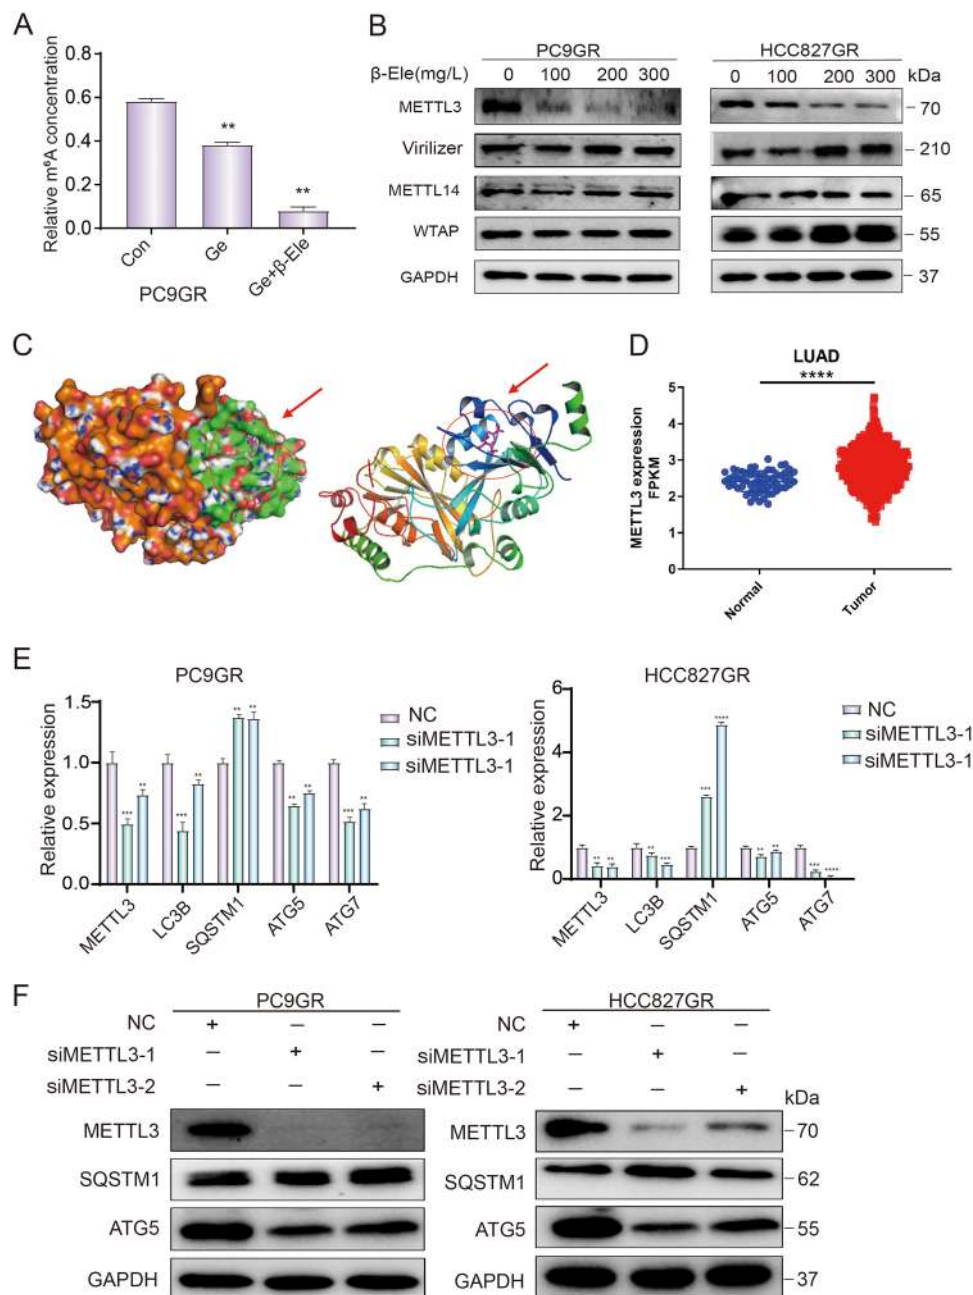 A
Relative m⁶A concentration
0.8
0.6
0.4
0.2
0.0
**
**
Con
Ge
Ge+β-Ele
PC9GR
B
PC9GR
HCC827GR
β-Ele(mg/L)
0 100 200 300
0 100 200 300 kDa
METTL3
70
Virilizer
210
METTL14
65
WTAP
55
GAPDH
37
C
D
LUAD
****
METTL3 expression
FPKM
5
4
3
2
1
0
Normal
Tumor
E
PC9GR
Relative expression
1.5
1.0
0.5
0.0
*** ** *** ** ** ** ** ** *** **
METTL3
LC3B
SQSTM1
ATG5
ATG7
NC
siMETTL3-1
siMETTL3-1
HCC827GR
Relative expression
6
4
2
0
** ** ** *** *** **** ** ** *** ****
METTL3
LC3B
SQSTM1
ATG5
ATG7
NC
siMETTL3-1
siMETTL3-1
F
PC9GR
NC + − −
siMETTL3-1 − + −
siMETTL3-2 − − +
METTL3
SQSTM1
ATG5
GAPDH
HCC827GR
NC + − −
siMETTL3-1 − + −
siMETTL3-2 − − +
kDa
METTL3 70
SQSTM1 62
ATG5 55
GAPDH 37